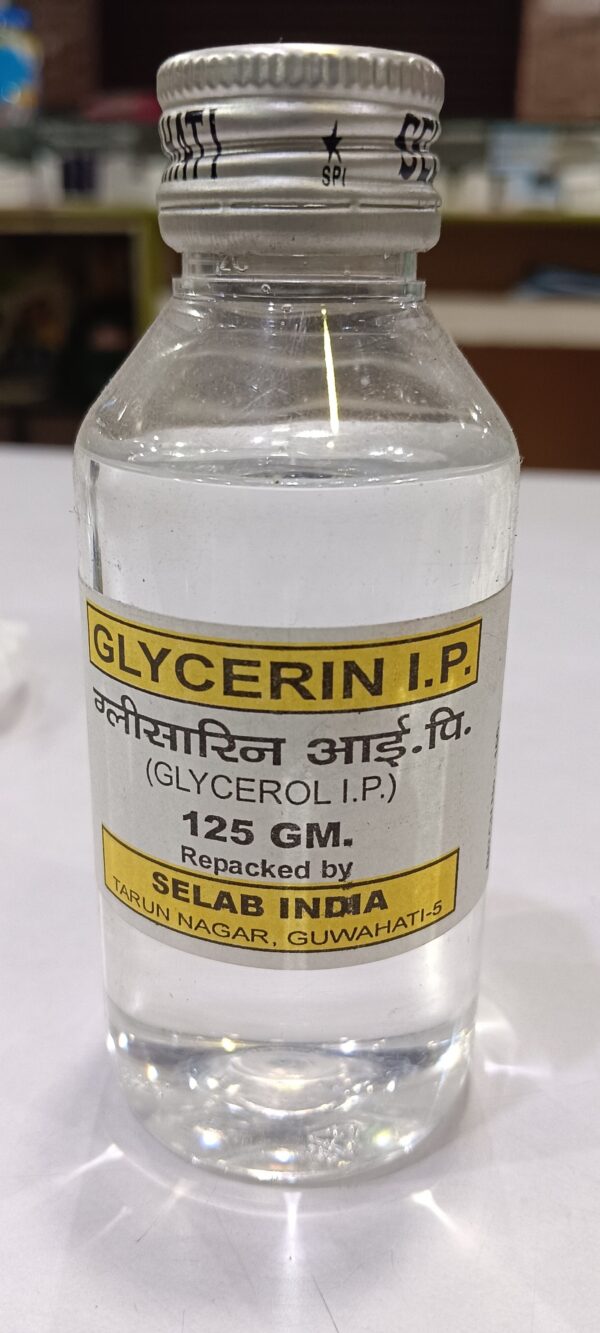 SPI
GLYCERIN I.P.
ग्लीसारिन आई.पि.
(GLYCEROL I.P.)
125 GM.
Repacked by
SELAB INDIA
TARUN NAGAR, GUWAHATI-5